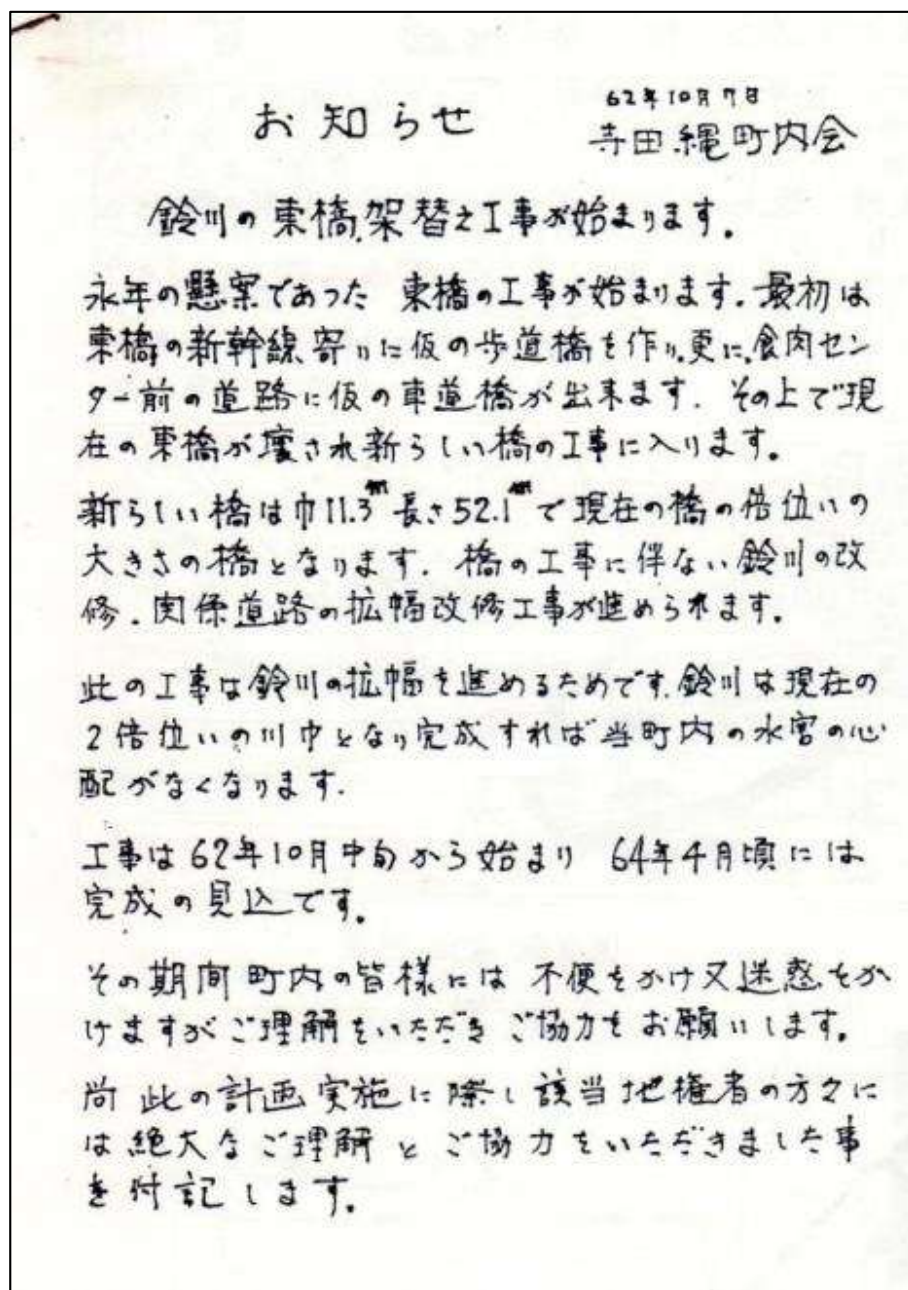 62年10月7日
お知らせ
寺田縄町内会
鈴川の東橋、架替え工事が始まります。
永年の懸案であった 東橋の工事が始まります。最初は
東橋の新幹線寄りに仮の歩道橋を作り、更に、食肉セン
ター前の道路に仮の車道橋が出来ます。その上で現
在の東橋が壊され新らしい橋の工事に入ります。
新らしい橋は巾11.3m長さ52.1mで現在の橋の倍位いの
大きさの橋となります。橋の工事に伴ない鈴川の改
修、関係道路の拡幅改修工事が進められます。
此の工事は鈴川の拡幅を進めるためです。鈴川は現在の
2倍位いの川巾となり完成すれば当町内の水害の心
配がなくなります。
工事は62年10月中旬から始まり 64年4月頃には
完成の見込です。
その期間町内の皆様には 不便をかけ又迷惑をか
けますがご理解をいただき ご協力をお願いします。
尚 此の計画実施に際し該当地権者の方々に
は絶大なご理解と ご協力をいただきました事
を付記します。